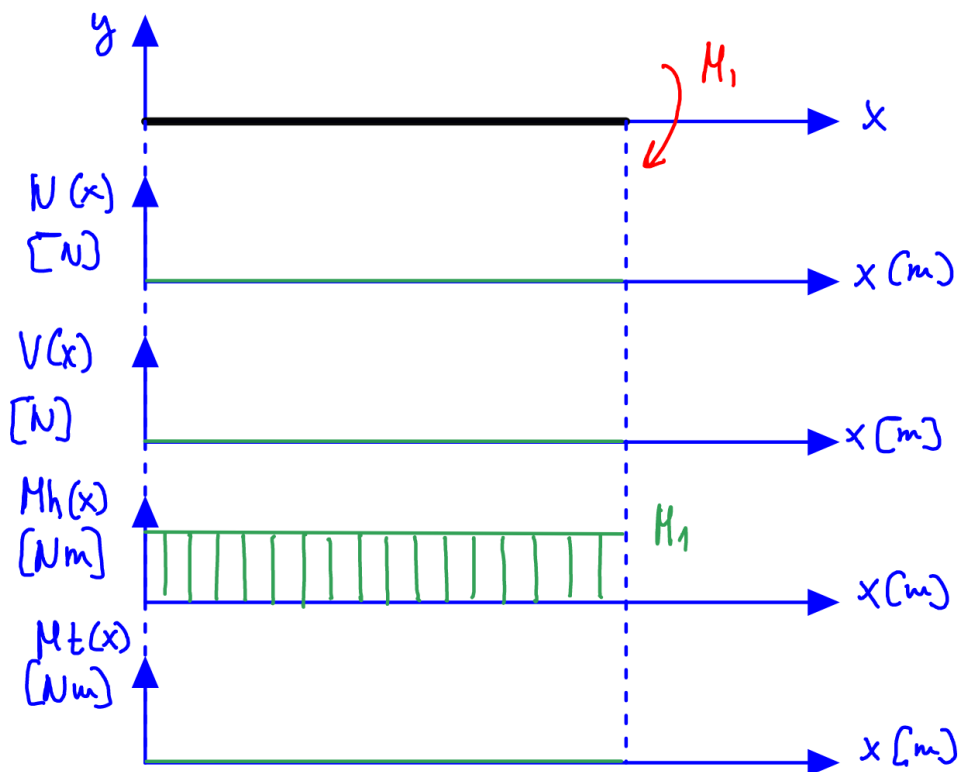 y
M₁
x
N(x)
[N]
x(m)
V(x)
[N]
x[m]
Mh(x)
[Nm]
M₁
x(m)
Mt(x)
[Nm]
x[m]